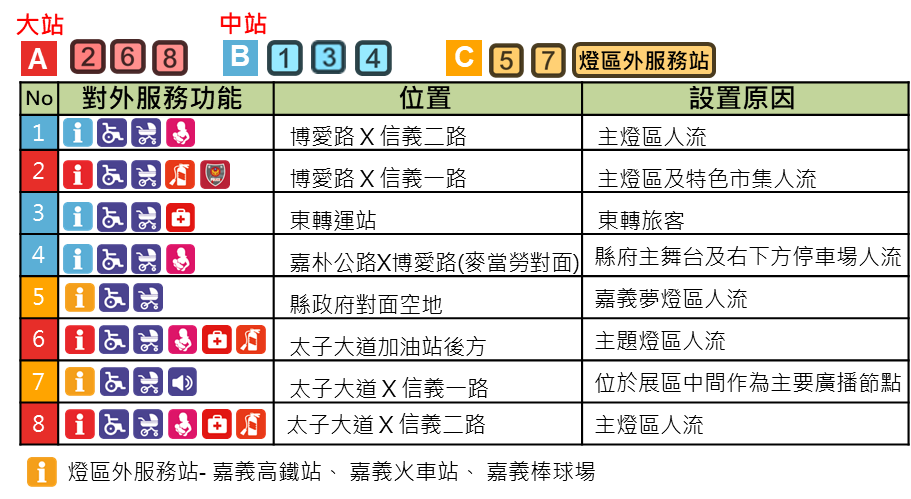 大站 中站
A 2 6 8 B 1 3 4 C 5 7 燈區外服務站
No 對外服務功能 位置 設置原因
1 博愛路X信義二路 主燈區人流
2 博愛路X信義一路 主燈區及特色市集人流
3 東轉運站 東轉旅客
4 嘉朴公路X博愛路(麥當勞對面) 縣府主舞台及右下方停車場人流
5 縣政府對面空地 嘉義夢燈區人流
6 太子大道加油站後方 主題燈區人流
7 太子大道X信義一路 位於展區中間作為主要廣播節點
8 太子大道X信義二路 主燈區人流
燈區外服務站- 嘉義高鐵站、 嘉義火車站、 嘉義棒球場